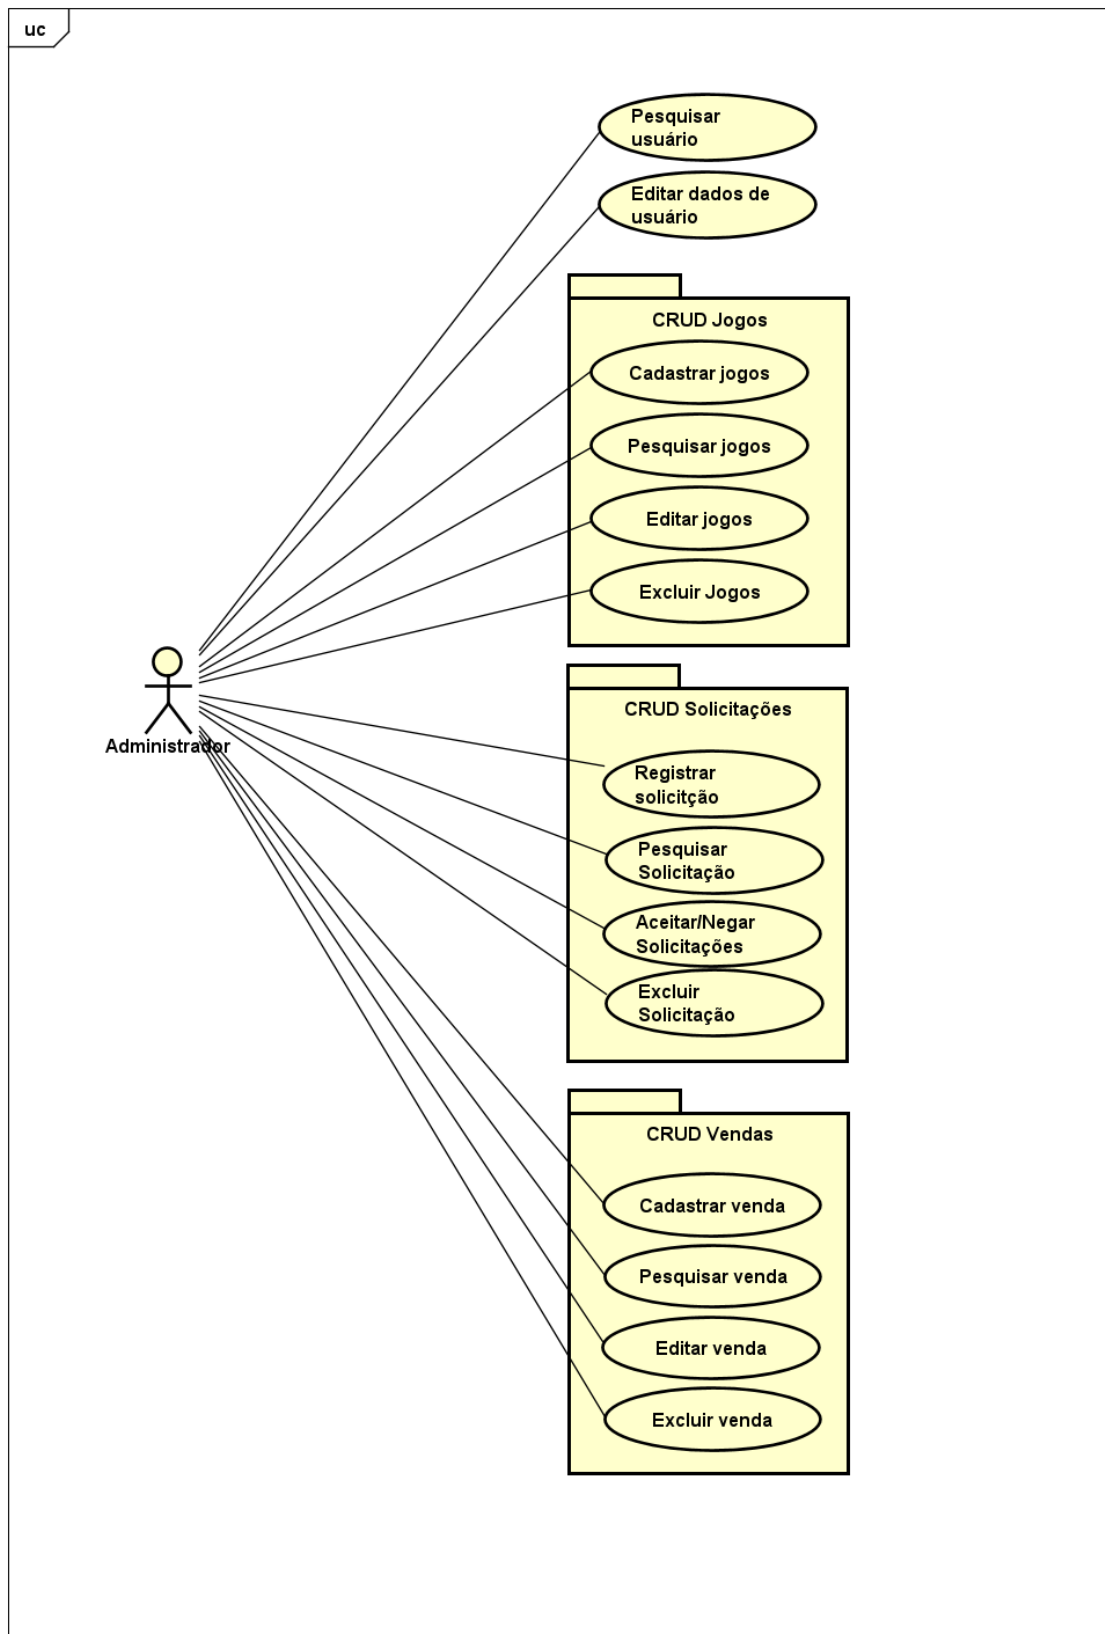 uc
Pesquisar
usuário
Editar dados de
usuário
CRUD Jogos
Cadastrar jogos
Pesquisar jogos
Editar jogos
Excluir Jogos
Administrador
CRUD Solicitações
Registrar
solicitção
Pesquisar
Solicitação
Aceitar/Negar
Solicitações
Excluir
Solicitação
CRUD Vendas
Cadastrar venda
Pesquisar venda
Editar venda
Excluir venda